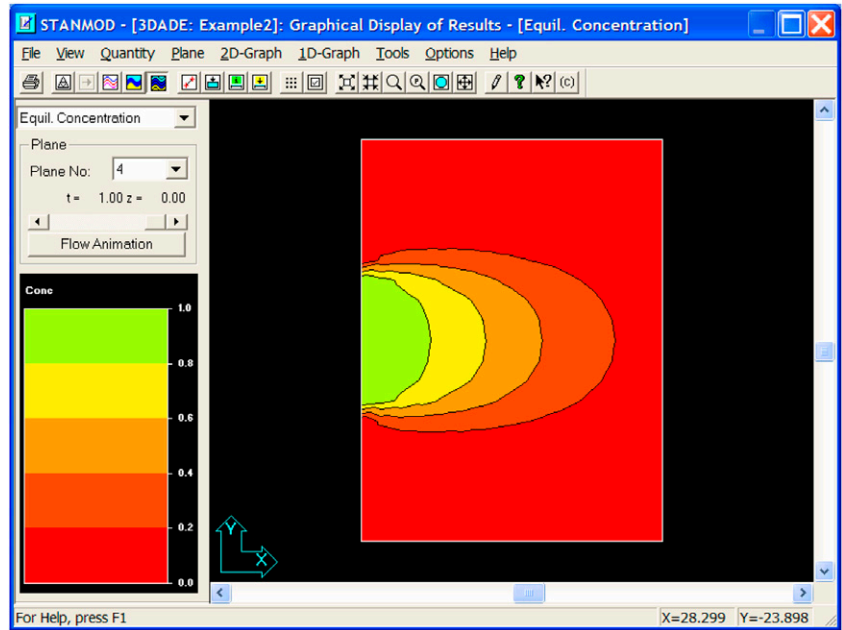 STANMOD - [3DADE: Example2]: Graphical Display of Results - [Equil. Concentration]
File View Quantity Plane 2D-Graph 1D-Graph Tools Options Help
Equil. Concentration
Plane
Plane No: 4
t = 1.00 z = 0.00
Flow Animation
Conc
1.0
0.8
0.6
0.4
0.2
0.0
Y
X
For Help, press F1 X=28.299 Y=-23.898